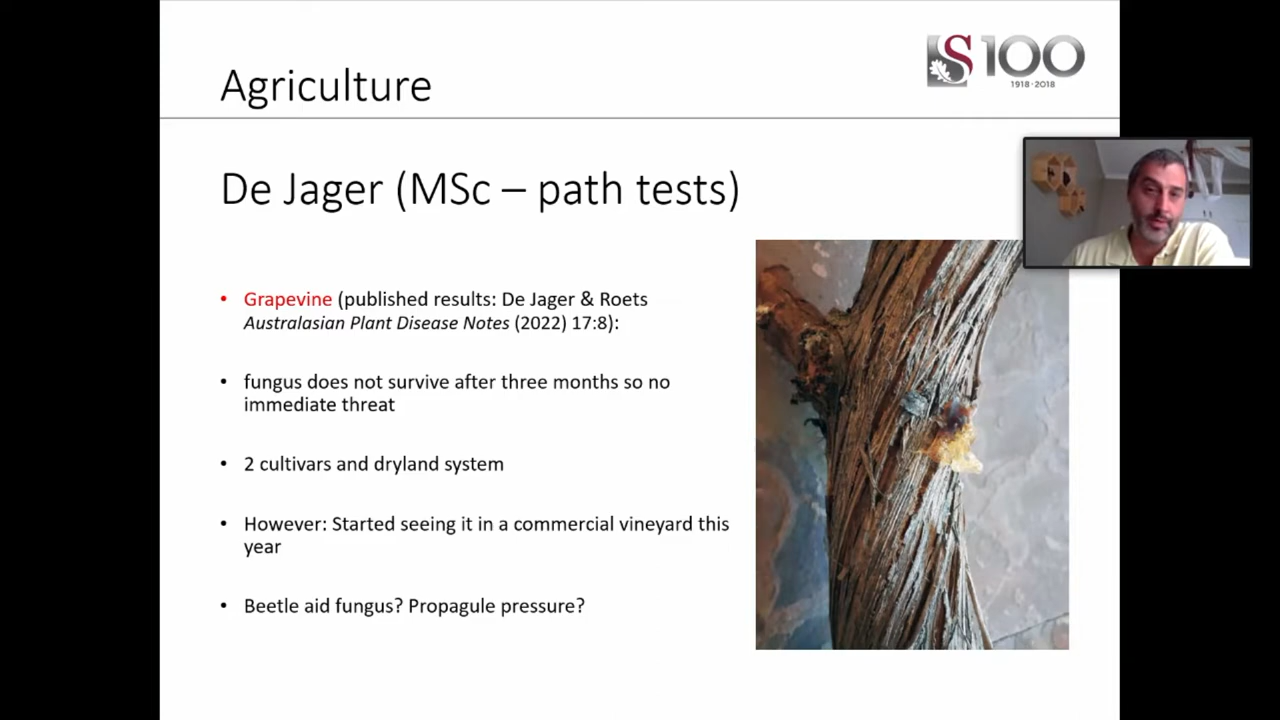 S100
1918·2018
Agriculture
De Jager (MSc – path tests)
• Grapevine (published results: De Jager & Roets
Australasian Plant Disease Notes (2022) 17:8):
• fungus does not survive after three months so no
immediate threat
• 2 cultivars and dryland system
• However: Started seeing it in a commercial vineyard this
year
• Beetle aid fungus? Propagule pressure?